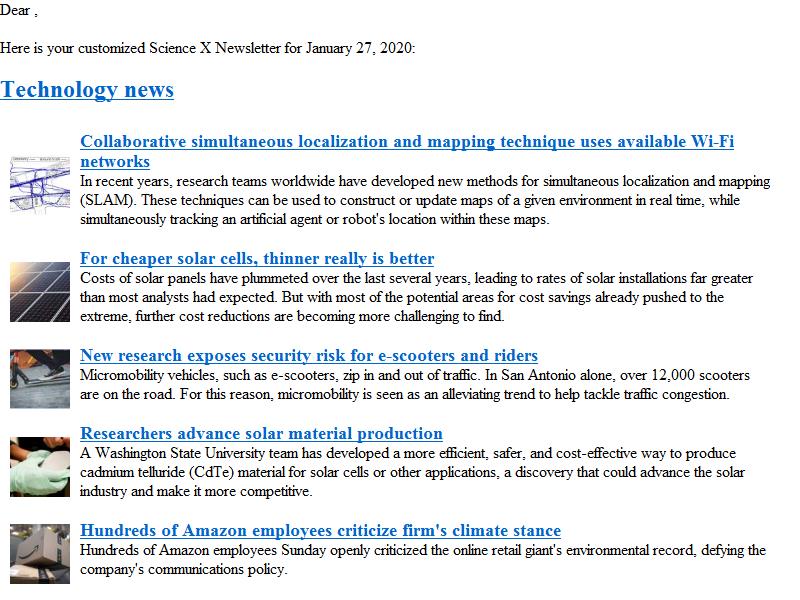 Dear ,
Here is your customized Science X Newsletter for January 27, 2020:
Technology news
Collaborative simultaneous localization and mapping technique uses available Wi-Fi
networks
In recent years, research teams worldwide have developed new methods for simultaneous localization and mapping
(SLAM). These techniques can be used to construct or update maps of a given environment in real time, while
simultaneously tracking an artificial agent or robot's location within these maps.
For cheaper solar cells, thinner really is better
Costs of solar panels have plummeted over the last several years, leading to rates of solar installations far greater
than most analysts had expected. But with most of the potential areas for cost savings already pushed to the
extreme, further cost reductions are becoming more challenging to find.
New research exposes security risk for e-scooters and riders
Micromobility vehicles, such as e-scooters, zip in and out of traffic. In San Antonio alone, over 12,000 scooters
are on the road. For this reason, micromobility is seen as an alleviating trend to help tackle traffic congestion.
Researchers advance solar material production
A Washington State University team has developed a more efficient, safer, and cost-effective way to produce
cadmium telluride (CdTe) material for solar cells or other applications, a discovery that could advance the solar
industry and make it more competitive.
Hundreds of Amazon employees criticize firm's climate stance
Hundreds of Amazon employees Sunday openly criticized the online retail giant's environmental record, defying the
company's communications policy.